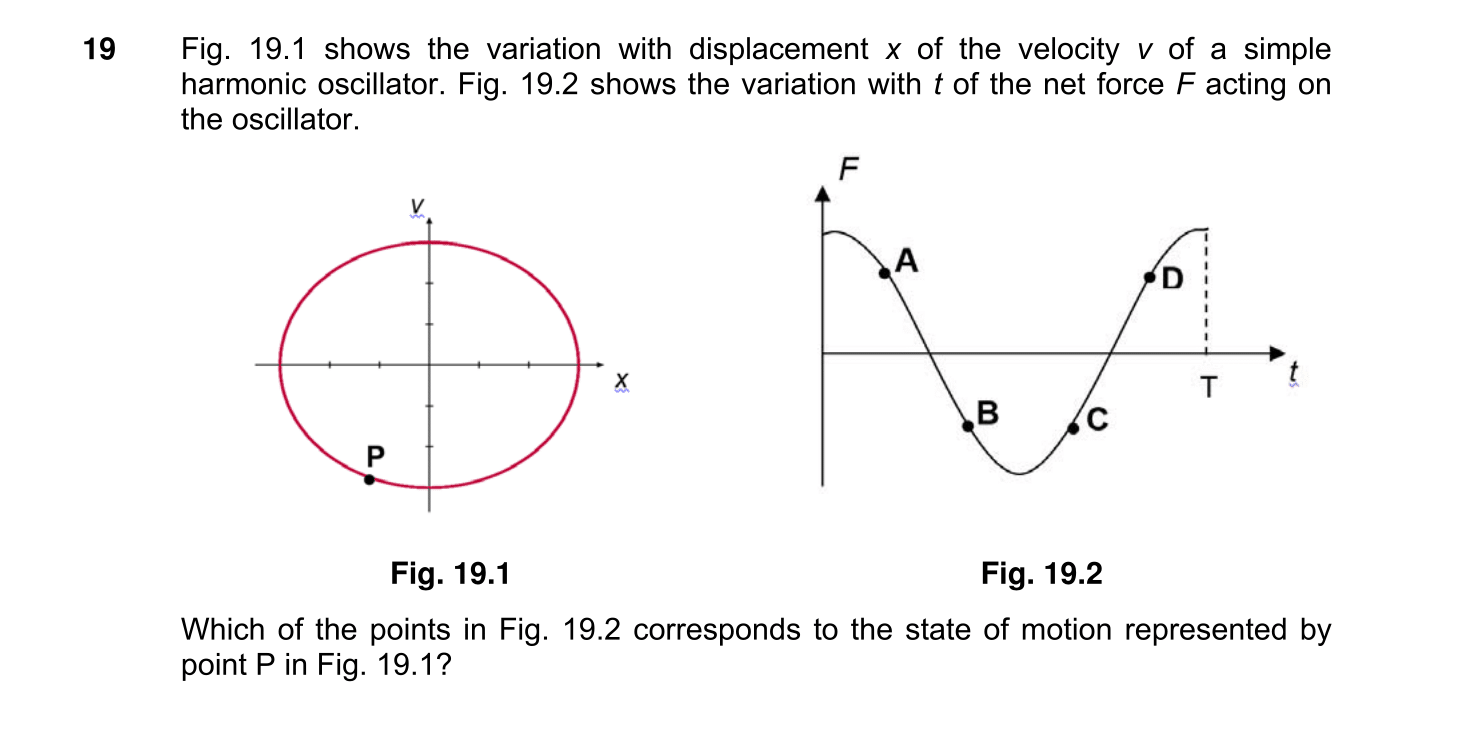 19 Fig. 19.1 shows the variation with displacement x of the velocity v of a simple
harmonic oscillator. Fig. 19.2 shows the variation with t of the net force F acting on
the oscillator.
F
v
A
D
x
t
T
B
C
P
Fig. 19.1 Fig. 19.2
Which of the points in Fig. 19.2 corresponds to the state of motion represented by
point P in Fig. 19.1?